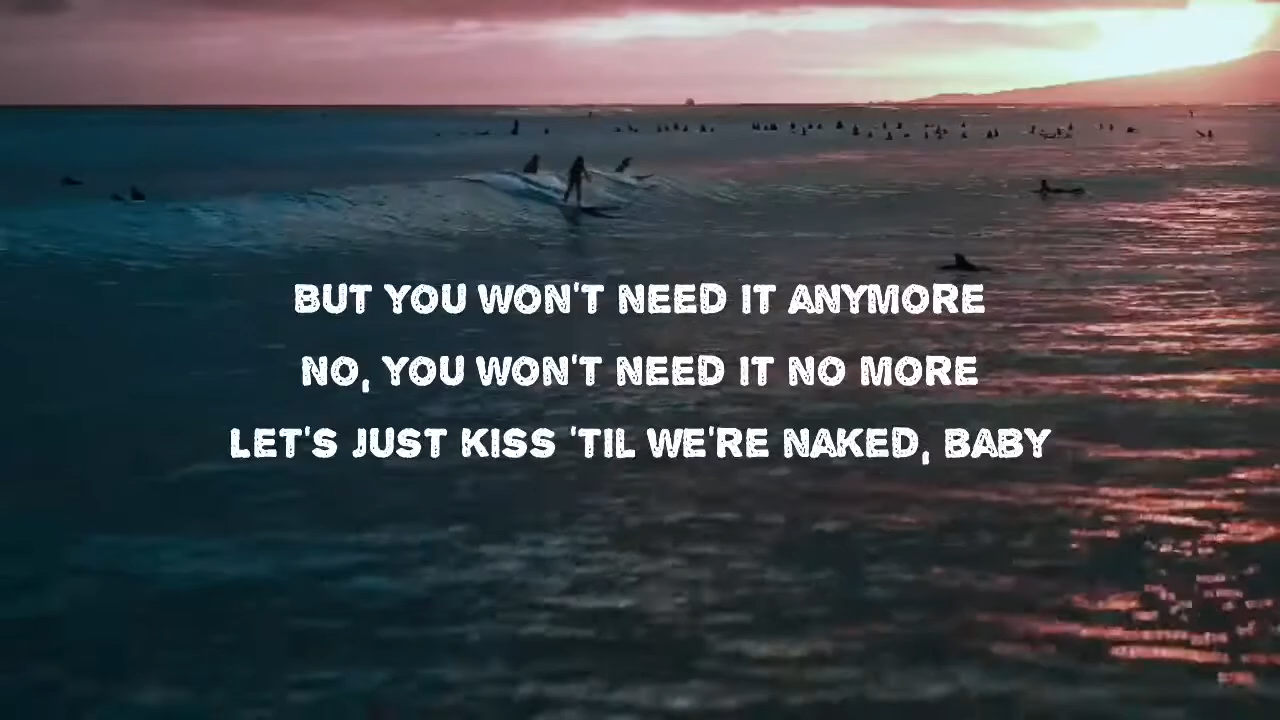 BUT YOU WON'T NEED IT ANYMORE
NO, YOU WON'T NEED IT NO MORE
LET'S JUST KISS 'TIL WE'RE NAKED, BABY